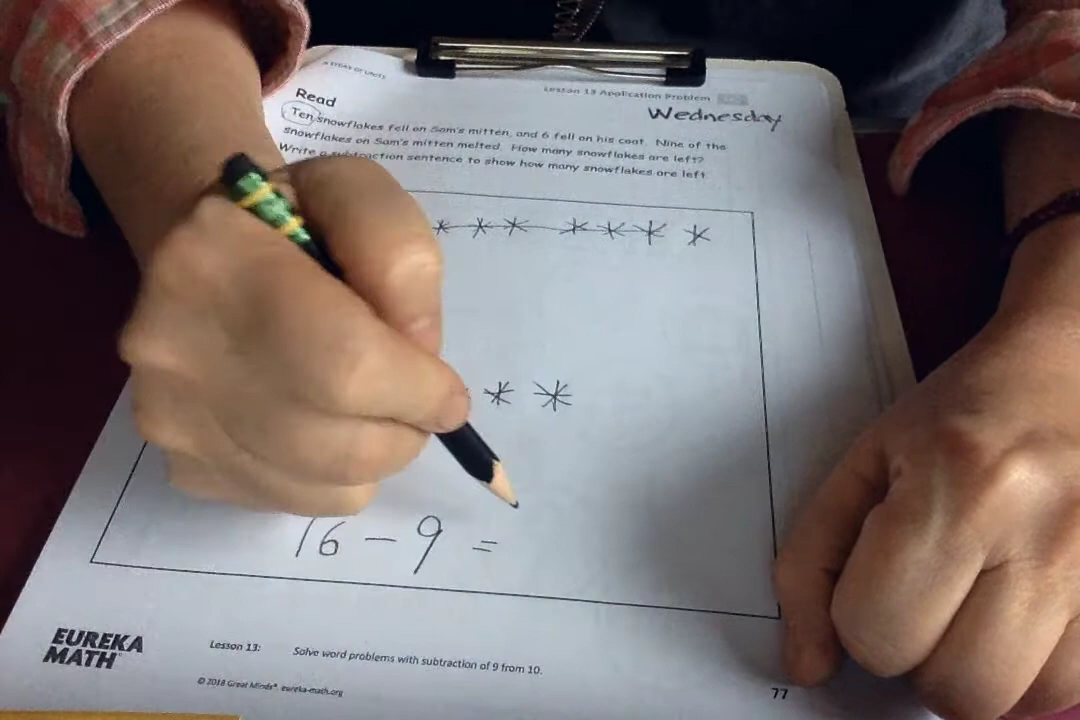 A STORY OF UNITS
Lesson 13 Application Problem
Read
Wednesday
Ten snowflakes fell on Sam's mitten, and 6 fell on his coat. Nine of the
snowflakes on Sam's mitten melted. How many snowflakes are left?
Write a subtraction sentence to show how many snowflakes are left.
16 - 9 =
EUREKA
MATH
Lesson 13: Solve word problems with subtraction of 9 from 10.
© 2018 Great Minds® eureka-math.org
77